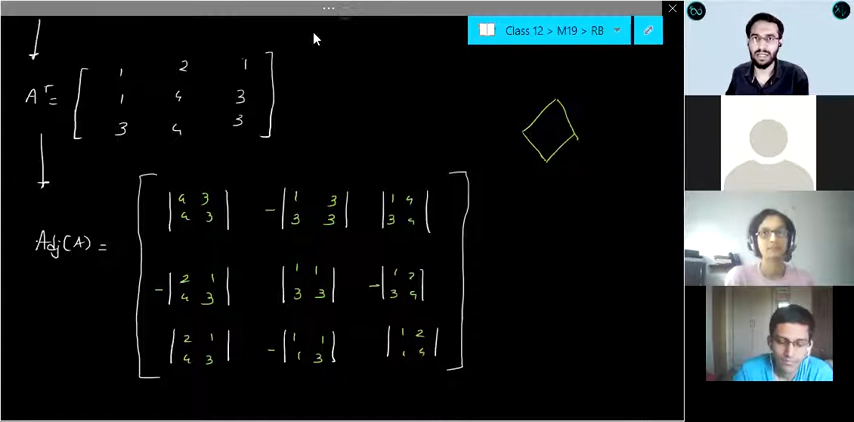 Class 12 > M19 > RB
1 2 1
Aᵀ = 1 4 3
3 4 3
|4 3| -|1 3| |1 4|
|4 3| |3 3| |3 4|
Adj(A) =
-|2 1| |1 1| -|1 2|
|4 3| |3 3| |3 4|
|2 1| -|1 1| |1 2|
|4 3| |1 3| |1 4|